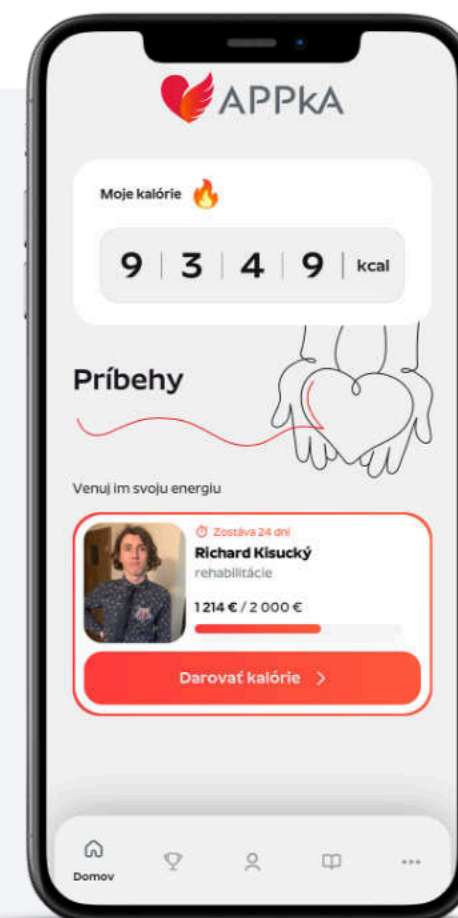 APPkA
Moje kalórie
9 | 3 | 4 | 9 | kcal
Príbehy
Venuj im svoju energiu
Zostáva 24 dní
Richard Kisucký
rehabilitácie
1 214 € / 2 000 €
Darovať kalórie
Domov